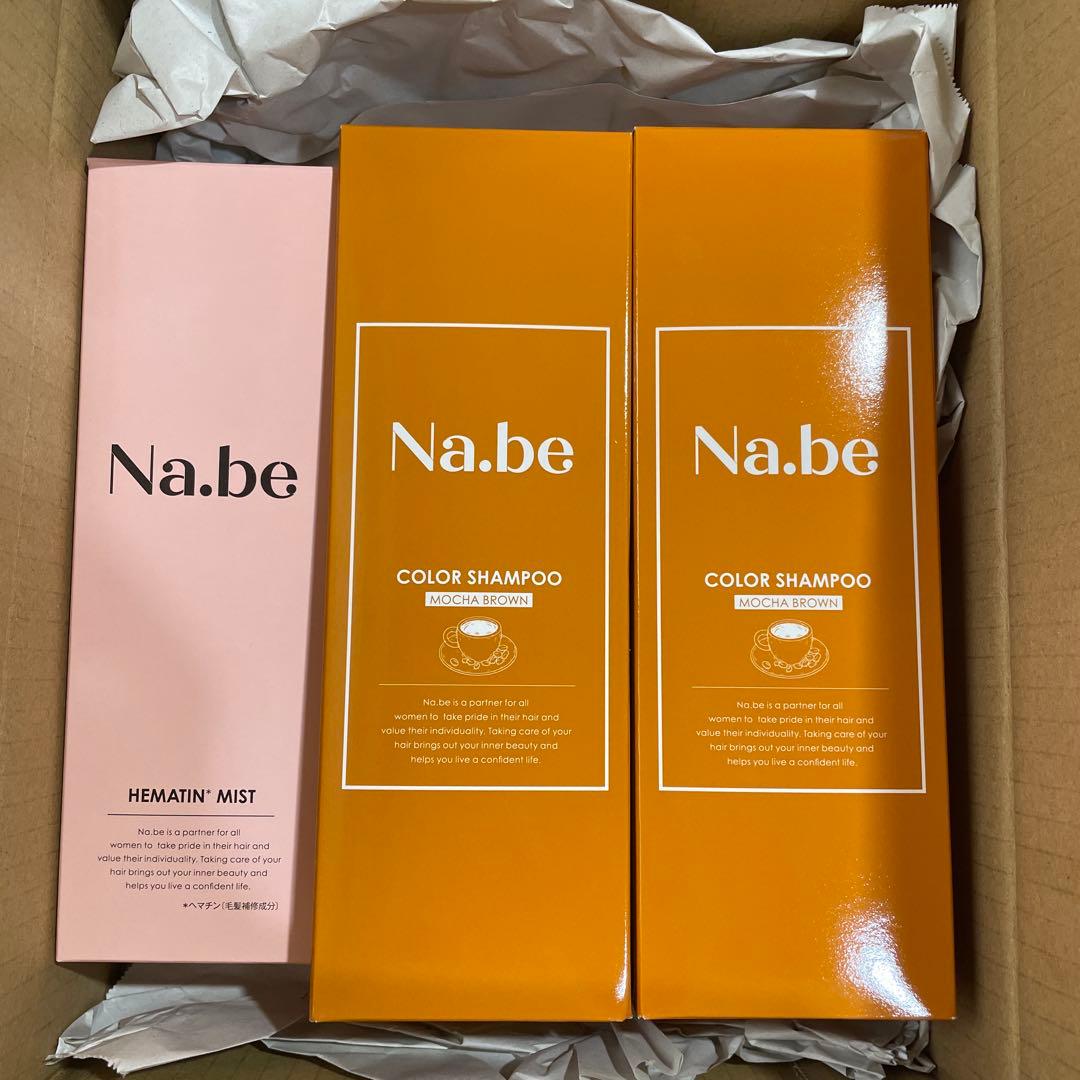 Na.be
HEMATIN* MIST
Na.be is a partner for all
women to take pride in their hair and
value their individuality. Taking care of your
hair brings out your inner beauty and
helps you live a confident life.
*ヘマチン〔毛髪補修成分〕
Na.be
COLOR SHAMPOO
MOCHA BROWN
Na.be is a partner for all
women to take pride in their hair and
value their individuality. Taking care of your
hair brings out your inner beauty and
helps you live a confident life.
Na.be
COLOR SHAMPOO
MOCHA BROWN
Na.be is a partner for all
women to take pride in their hair and
value their individuality. Taking care of your
hair brings out your inner beauty and
helps you live a confident life.